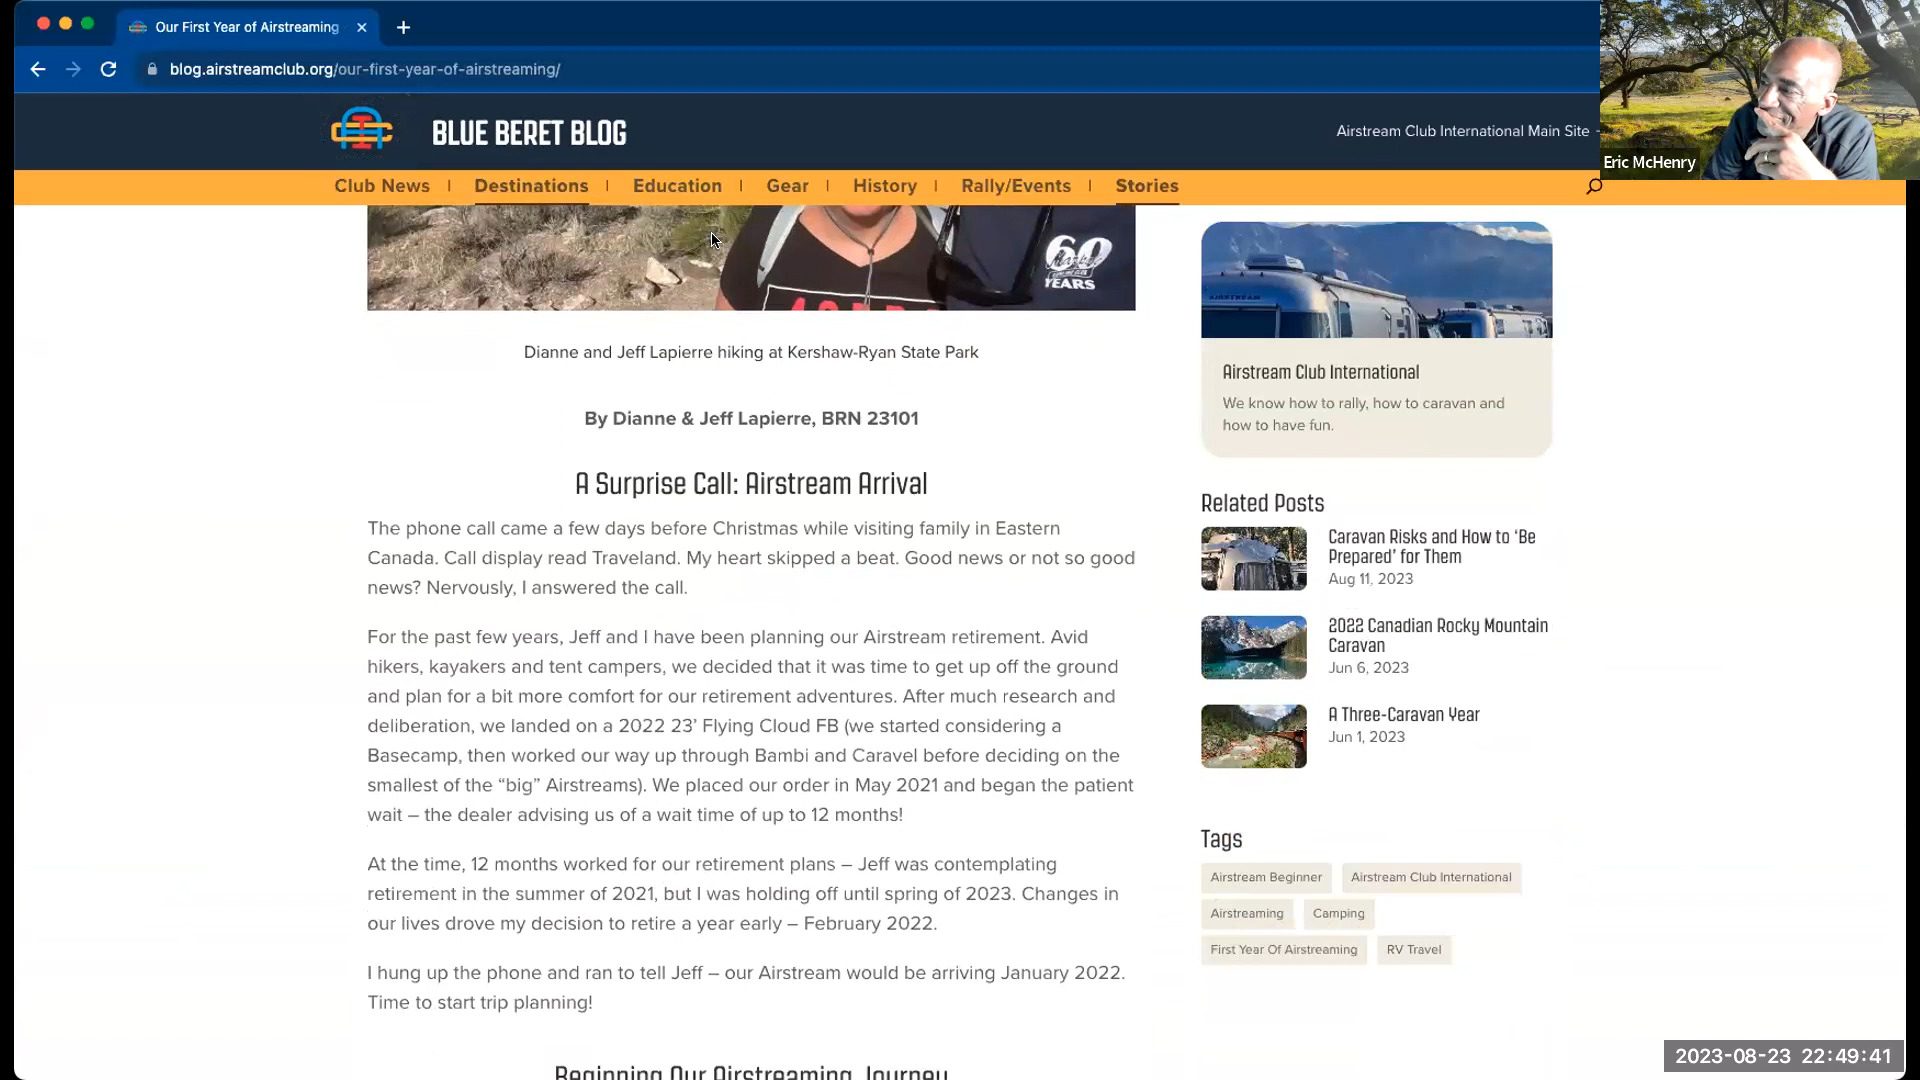 Our First Year of Airstreaming
blog.airstreamclub.org/our-first-year-of-airstreaming/
BLUE BERET BLOG
Airstream Club International Main Site
Eric McHenry
Club News | Destinations | Education | Gear | History | Rally/Events | Stories
60
YEARS
Dianne and Jeff Lapierre hiking at Kershaw-Ryan State Park
By Dianne & Jeff Lapierre, BRN 23101
A Surprise Call: Airstream Arrival
The phone call came a few days before Christmas while visiting family in Eastern
Canada. Call display read Traveland. My heart skipped a beat. Good news or not so good
news? Nervously, I answered the call.
For the past few years, Jeff and I have been planning our Airstream retirement. Avid
hikers, kayakers and tent campers, we decided that it was time to get up off the ground
and plan for a bit more comfort for our retirement adventures. After much research and
deliberation, we landed on a 2022 23’ Flying Cloud FB (we started considering a
Basecamp, then worked our way up through Bambi and Caravel before deciding on the
smallest of the “big” Airstreams). We placed our order in May 2021 and began the patient
wait – the dealer advising us of a wait time of up to 12 months!
At the time, 12 months worked for our retirement plans – Jeff was contemplating
retirement in the summer of 2021, but I was holding off until spring of 2023. Changes in
our lives drove my decision to retire a year early – February 2022.
I hung up the phone and ran to tell Jeff – our Airstream would be arriving January 2022.
Time to start trip planning!
Beginning Our Airstreaming Journey
AIRSTREAM
Airstream Club International
We know how to rally, how to caravan and
how to have fun.
Related Posts
Caravan Risks and How to ‘Be
Prepared’ for Them
Aug 11, 2023
2022 Canadian Rocky Mountain
Caravan
Jun 6, 2023
A Three-Caravan Year
Jun 1, 2023
Tags
Airstream Beginner Airstream Club International
Airstreaming Camping
First Year Of Airstreaming RV Travel
2023-08-23 22:49:41